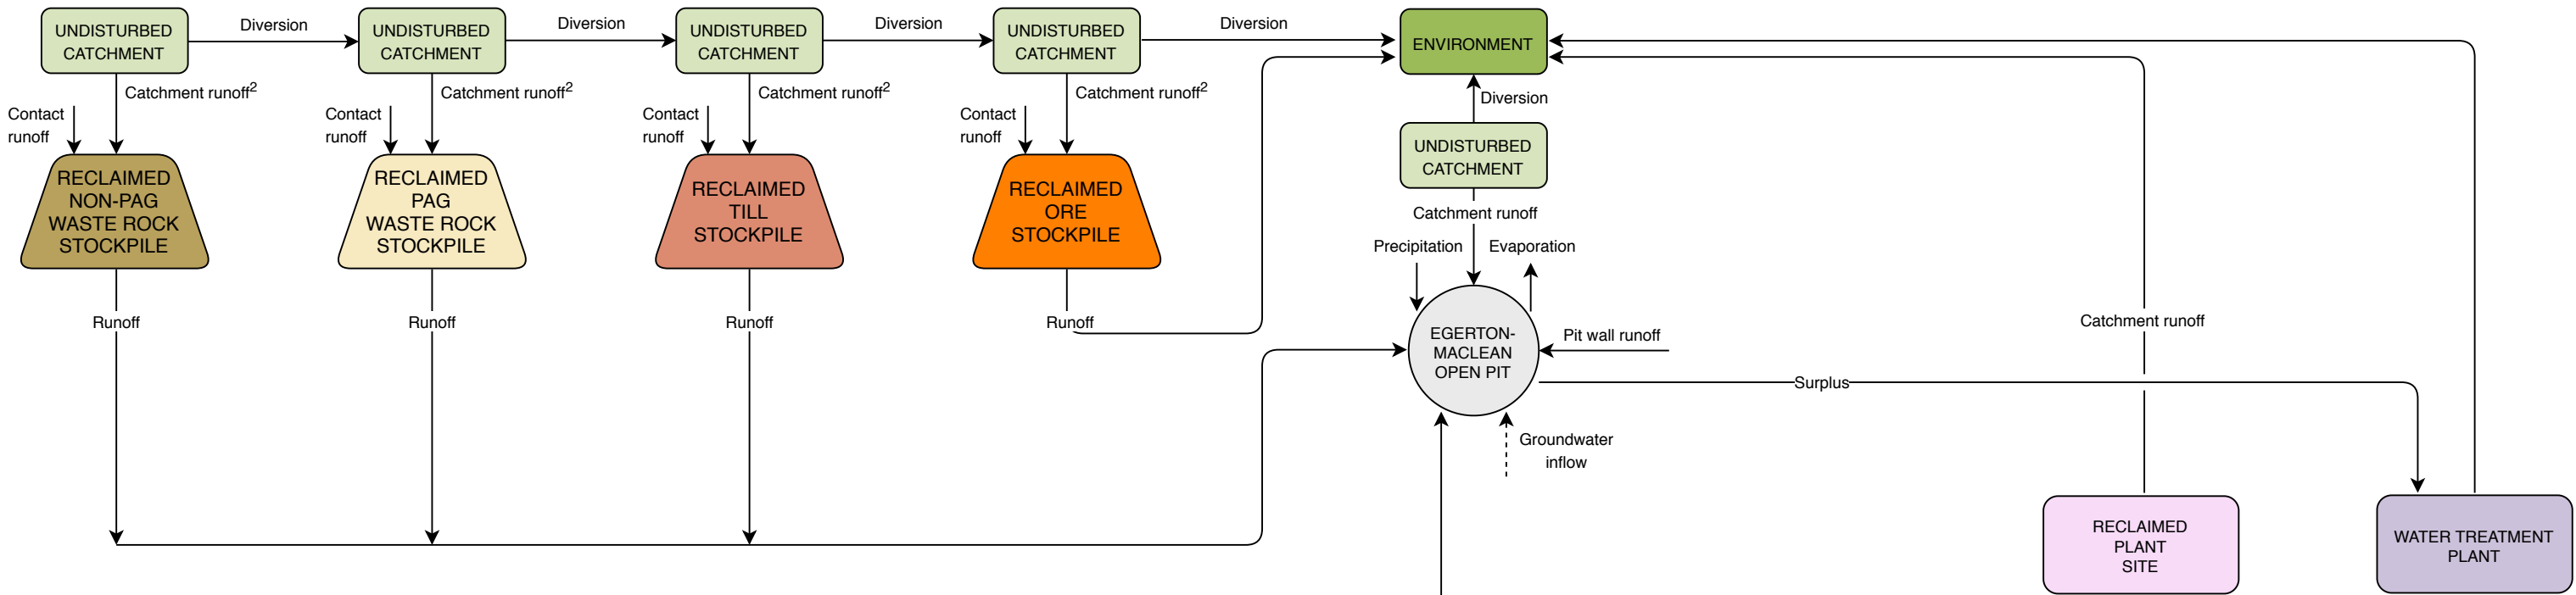 UNDISTURBED
CATCHMENT
Diversion
UNDISTURBED
CATCHMENT
Diversion
UNDISTURBED
CATCHMENT
Diversion
UNDISTURBED
CATCHMENT
Diversion
ENVIRONMENT
Catchment runoff²
Catchment runoff²
Catchment runoff²
Catchment runoff²
Diversion
Contact
runoff
Contact
runoff
Contact
runoff
Contact
runoff
UNDISTURBED
CATCHMENT
RECLAIMED
NON-PAG
WASTE ROCK
STOCKPILE
RECLAIMED
PAG
WASTE ROCK
STOCKPILE
RECLAIMED
TILL
STOCKPILE
RECLAIMED
ORE
STOCKPILE
Catchment runoff
Precipitation
Evaporation
Runoff
Runoff
Runoff
Runoff
EGERTON-
MACLEAN
OPEN PIT
Pit wall runoff
Catchment runoff
Surplus
Groundwater
inflow
RECLAIMED
PLANT
SITE
WATER TREATMENT
PLANT